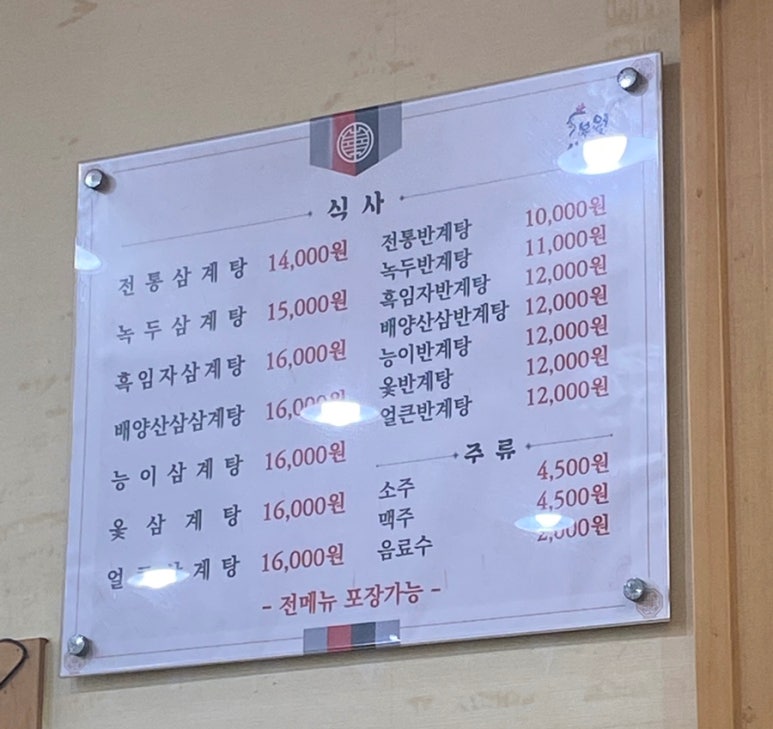 식사
전통삼계탕 14,000원
녹두삼계탕 15,000원
흑임자삼계탕 16,000원
배양산삼삼계탕
능이삼계탕 16,000원
옻삼계탕 16,000원
16,000원
전통반계탕 10,000원
녹두반계탕 11,000원
흑임자반계탕 12,000원
배양산삼반계탕 12,000원
능이반계탕 12,000원
옻반계탕 12,000원
얼큰반계탕 12,000원
주류
소주 4,500원
맥주 4,500원
음료수
- 전메뉴 포장가능 -